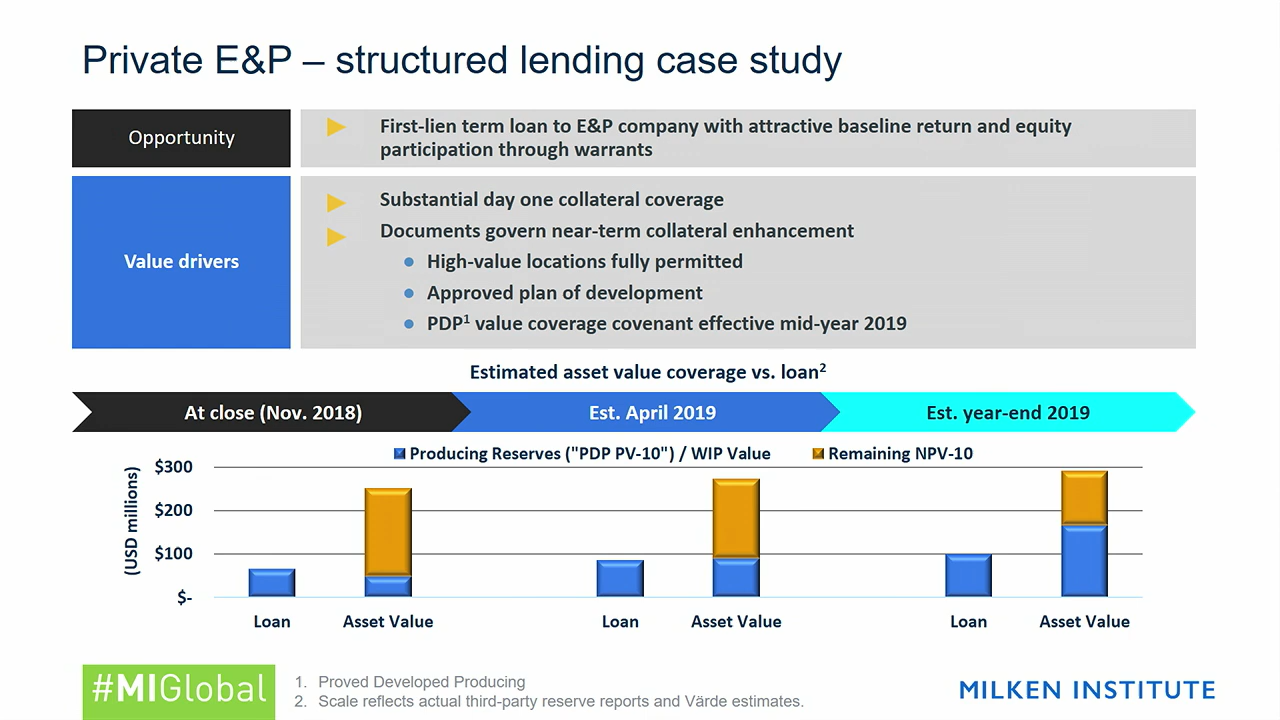 Private E&P – structured lending case study
Opportunity
First-lien term loan to E&P company with attractive baseline return and equity
participation through warrants
Value drivers
Substantial day one collateral coverage
Documents govern near-term collateral enhancement
High-value locations fully permitted
Approved plan of development
PDP¹ value coverage covenant effective mid-year 2019
Estimated asset value coverage vs. loan²
At close (Nov. 2018)
Est. April 2019
Est. year-end 2019
Producing Reserves ("PDP PV-10") / WIP Value
Remaining NPV-10
(USD millions)
$300
$200
$100
$-
Loan
Asset Value
Loan
Asset Value
Loan
Asset Value
#MIGlobal
1. Proved Developed Producing
2. Scale reflects actual third-party reserve reports and Värde estimates.
MILKEN INSTITUTE